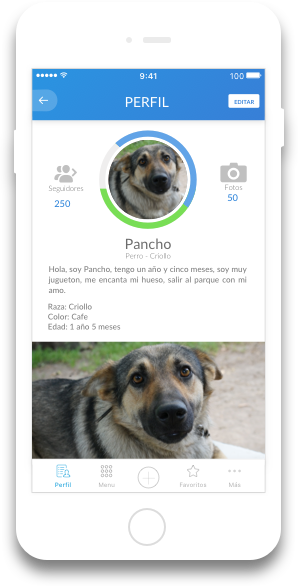 9:41
100
PERFIL
EDITAR
Seguidores
250
Fotos
50
Pancho
Perro - Criollo
Hola, soy Pancho, tengo un año y cinco meses, soy muy
jugueton, me encanta mi hueso, salir al parque con mi
amo.
Raza: Criollo
Color: Cafe
Edad: 1 año 5 meses
Perfil
Menu
Favoritos
Más